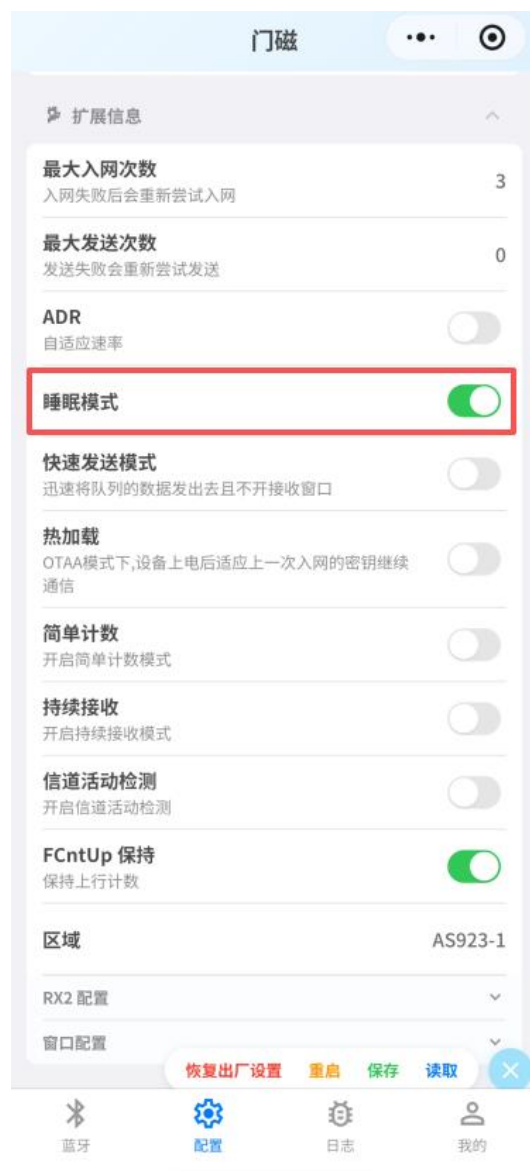 门磁
扩展信息
最大入网次数
入网失败后会重新尝试入网
3
最大发送次数
发送失败会重新尝试发送
0
ADR
自适应速率
睡眠模式
快速发送模式
迅速将队列的数据发出去且不开接收窗口
热加载
OTAA模式下,设备上电后适应上一次入网的密钥继续
通信
简单计数
开启简单计数模式
持续接收
开启持续接收模式
信道活动检测
开启信道活动检测
FCntUp 保持
保持上行计数
区域
AS923-1
RX2 配置
窗口配置
恢复出厂设置 重启 保存 读取
蓝牙 配置 日志 我的